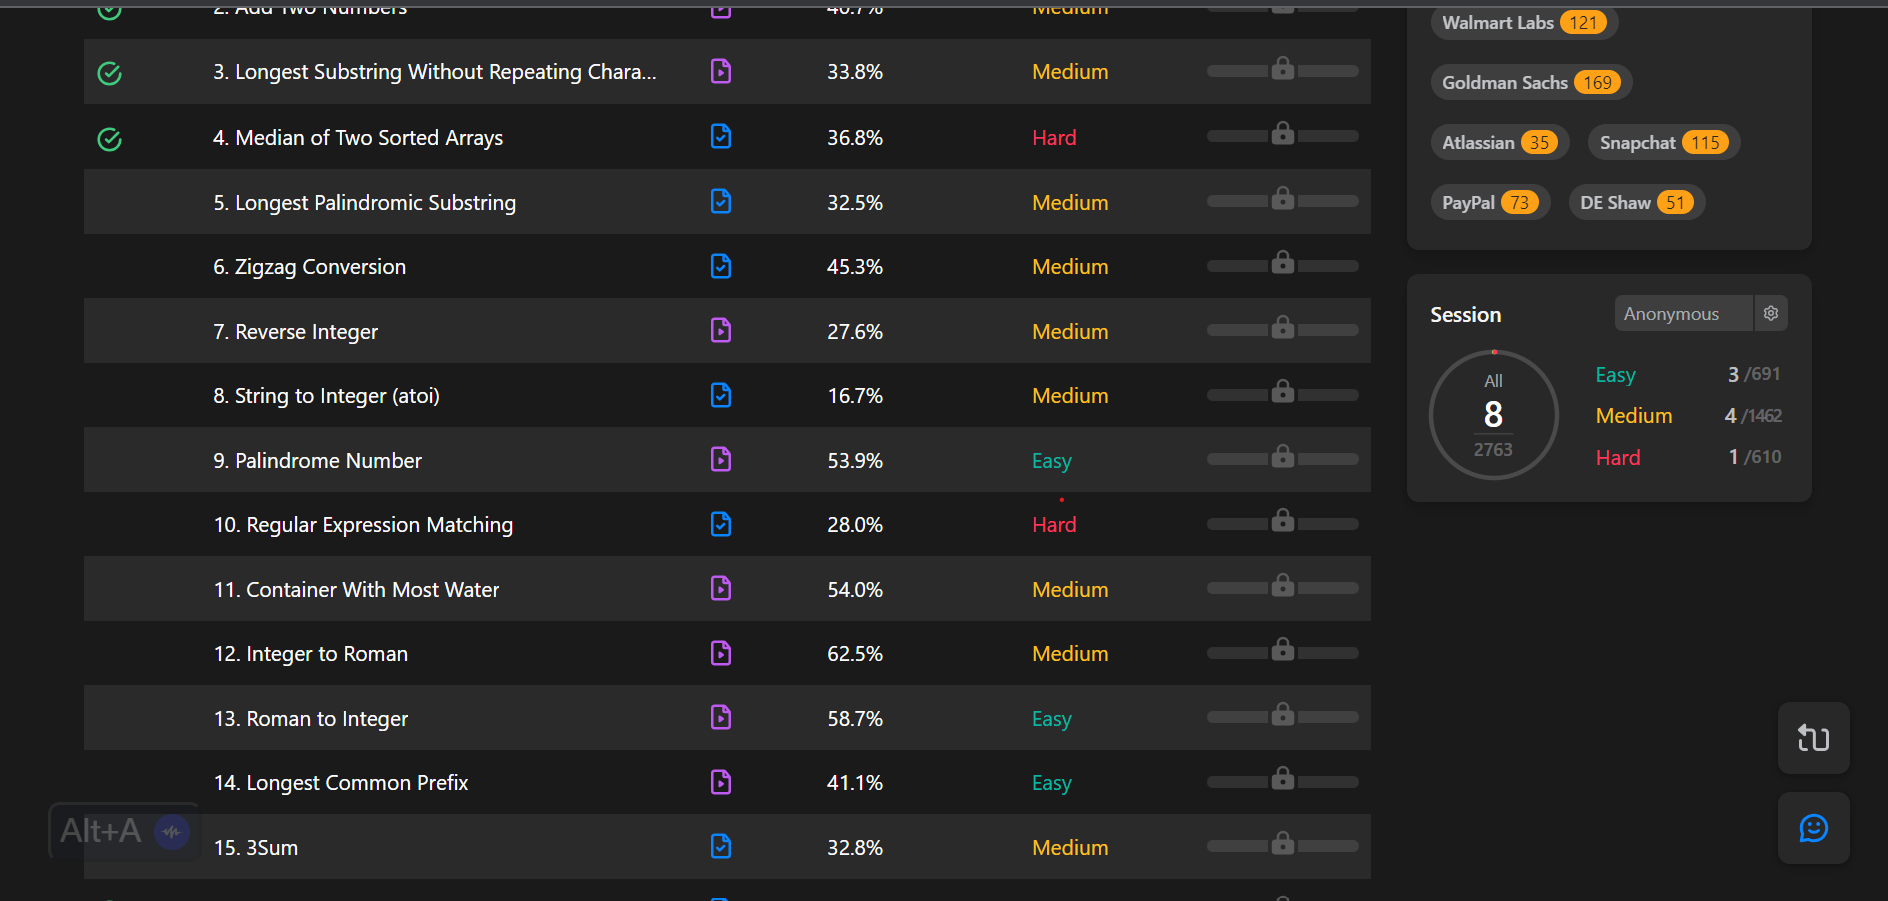 2. Add Two Numbers 40.7% Medium
3. Longest Substring Without Repeating Chara... 33.8% Medium
4. Median of Two Sorted Arrays 36.8% Hard
5. Longest Palindromic Substring 32.5% Medium
6. Zigzag Conversion 45.3% Medium
7. Reverse Integer 27.6% Medium
8. String to Integer (atoi) 16.7% Medium
9. Palindrome Number 53.9% Easy
10. Regular Expression Matching 28.0% Hard
11. Container With Most Water 54.0% Medium
12. Integer to Roman 62.5% Medium
13. Roman to Integer 58.7% Easy
14. Longest Common Prefix 41.1% Easy
15. 3Sum 32.8% Medium
Alt+A
Walmart Labs 121
Goldman Sachs 169
Atlassian 35 Snapchat 115
PayPal 73 DE Shaw 51
Session Anonymous
All
8
2763
Easy 3 /691
Medium 4 /1462
Hard 1 /610